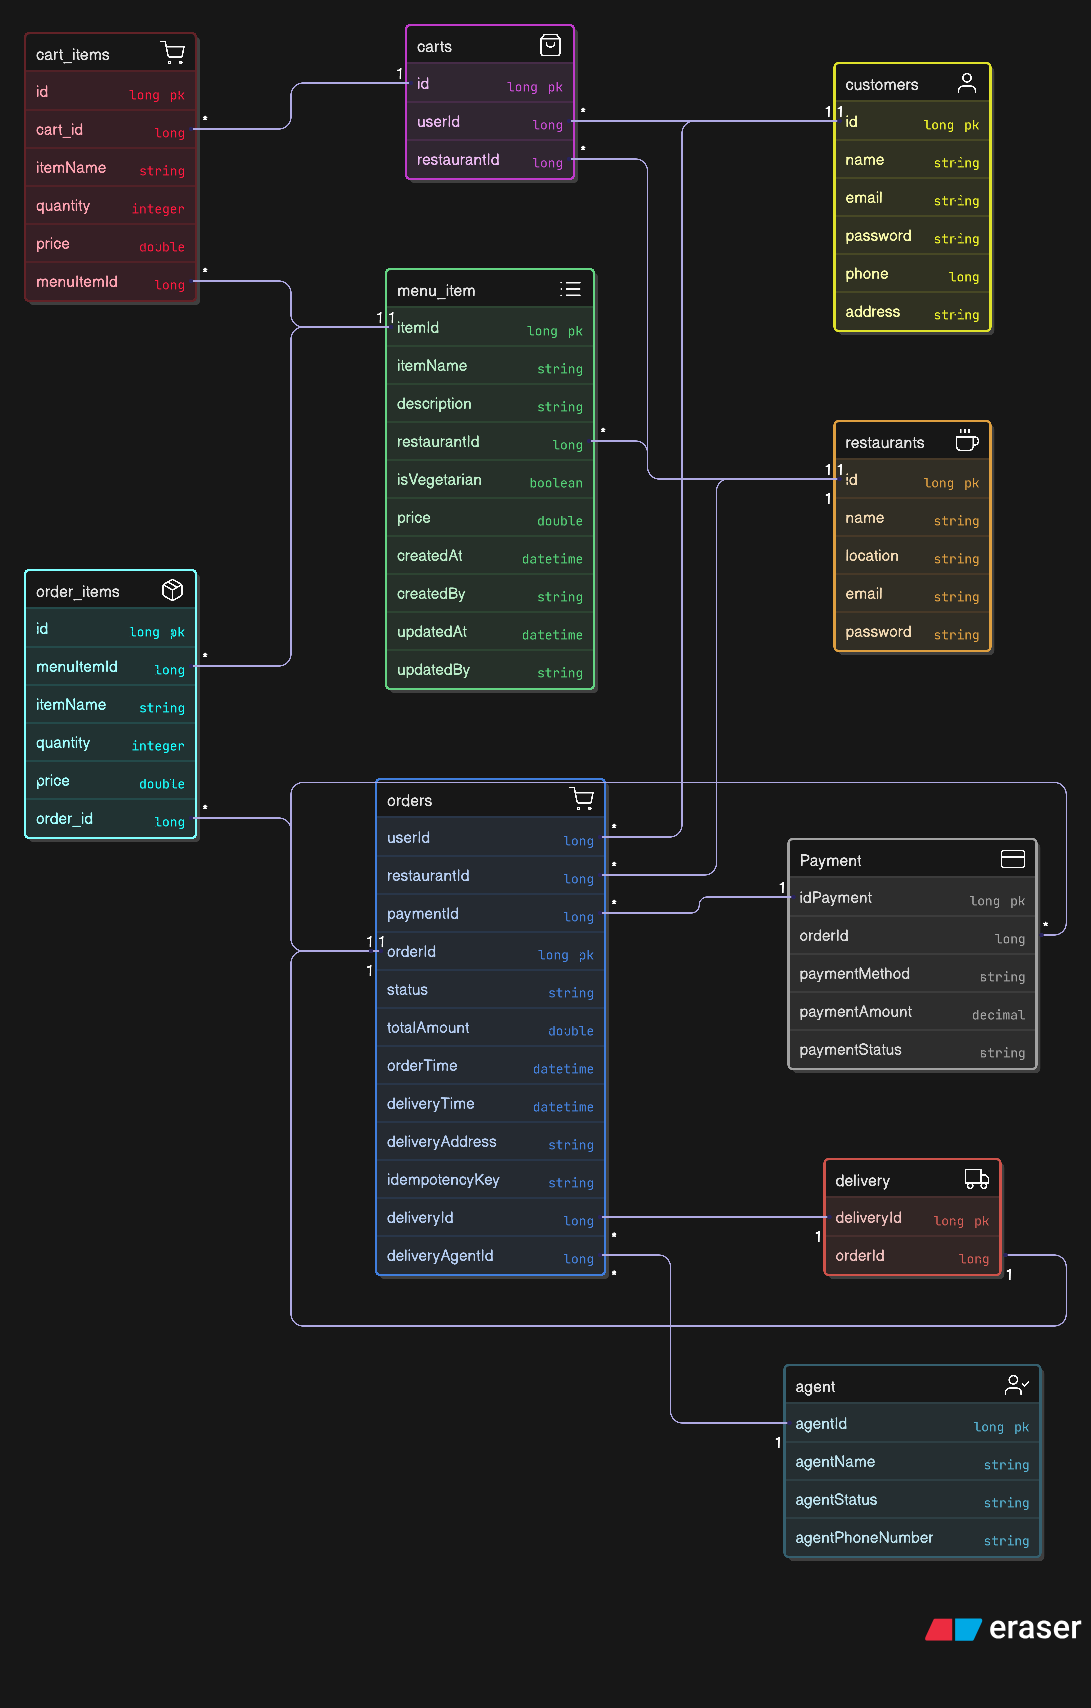 cart_items
id long pk
cart_id long
itemName string
quantity integer
price double
menuItemId long
*
*
carts
1 id long pk
userId long
restaurantId long
*
*
customers
1 1 id long pk
name string
email string
password string
phone long
address string
menu_item
1 1 itemId long pk
itemName string
description string
restaurantId long
isVegetarian boolean
price double
createdAt datetime
createdBy string
updatedAt datetime
updatedBy string
*
restaurants
1 1 id long pk
1
name string
location string
email string
password string
order_items
id long pk
menuItemId long
itemName string
quantity integer
price double
order_id long
*
*
orders
userId long
restaurantId long
paymentId long
1 1 orderId long pk
1
status string
totalAmount double
orderTime datetime
deliveryTime datetime
deliveryAddress string
idempotencyKey string
deliveryId long
deliveryAgentId long
*
*
*
*
*
Payment
1 idPayment long pk
orderId long
paymentMethod string
paymentAmount decimal
paymentStatus string
*
delivery
deliveryId long pk
1
orderId long
1
agent
agentId long pk
1
agentName string
agentStatus string
agentPhoneNumber string
eraser